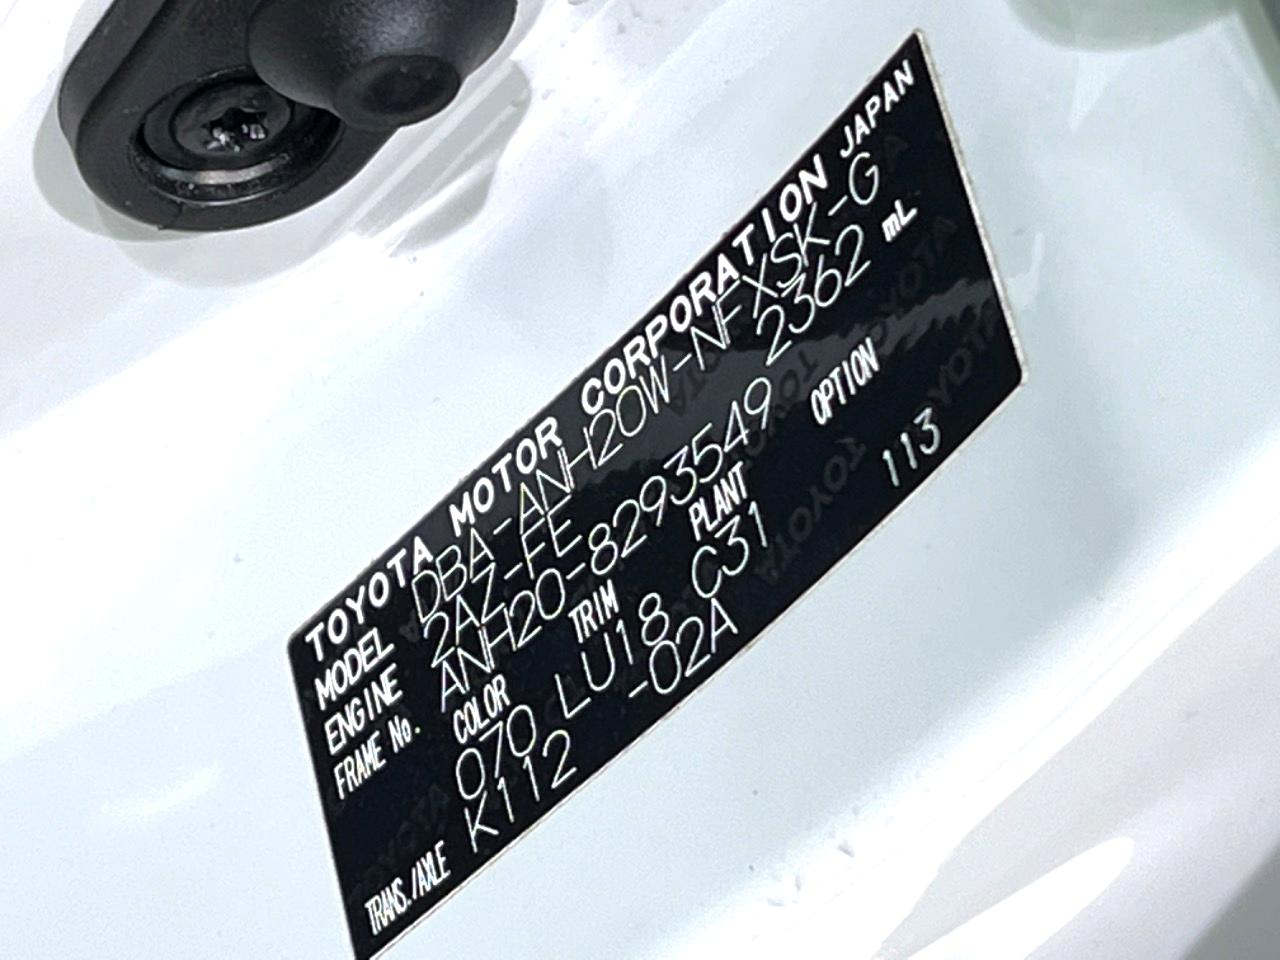 TOYOTA MOTOR CORPORATION JAPAN
MODEL DBA-ANH20W-NFXSK-G
ENGINE 2AZ-FE 2362 mL
FRAME No. ANH20-8293549
COLOR TRIM PLANT OPTION
070 LU18 C31 113
TRANS./AXLE K112 -02A